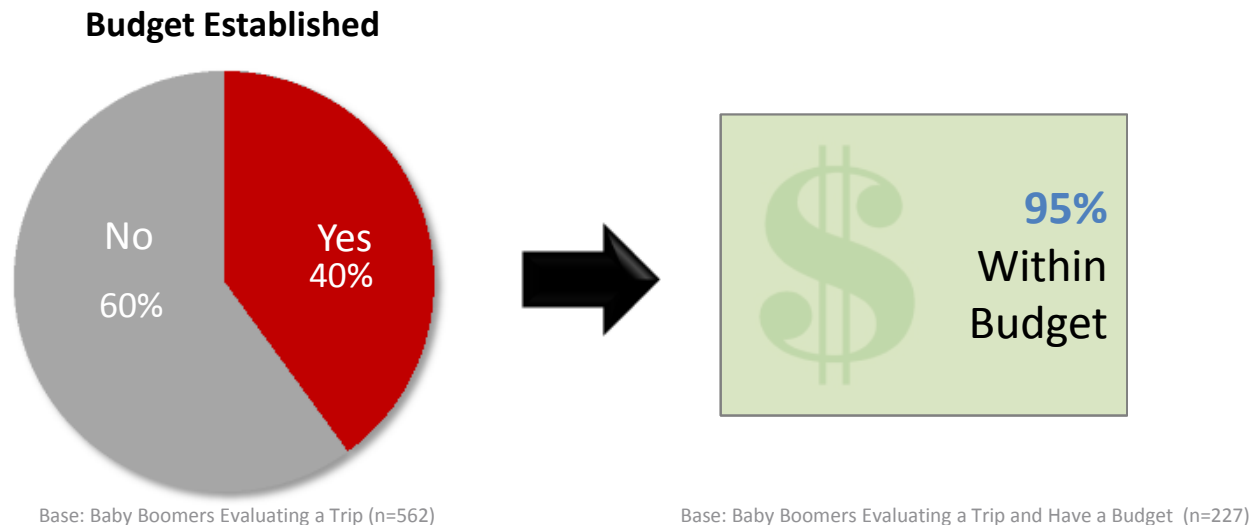 Budget Established
No
60%
Yes
40%
$
95%
Within
Budget
Base: Baby Boomers Evaluating a Trip (n=562)
Base: Baby Boomers Evaluating a Trip and Have a Budget (n=227)